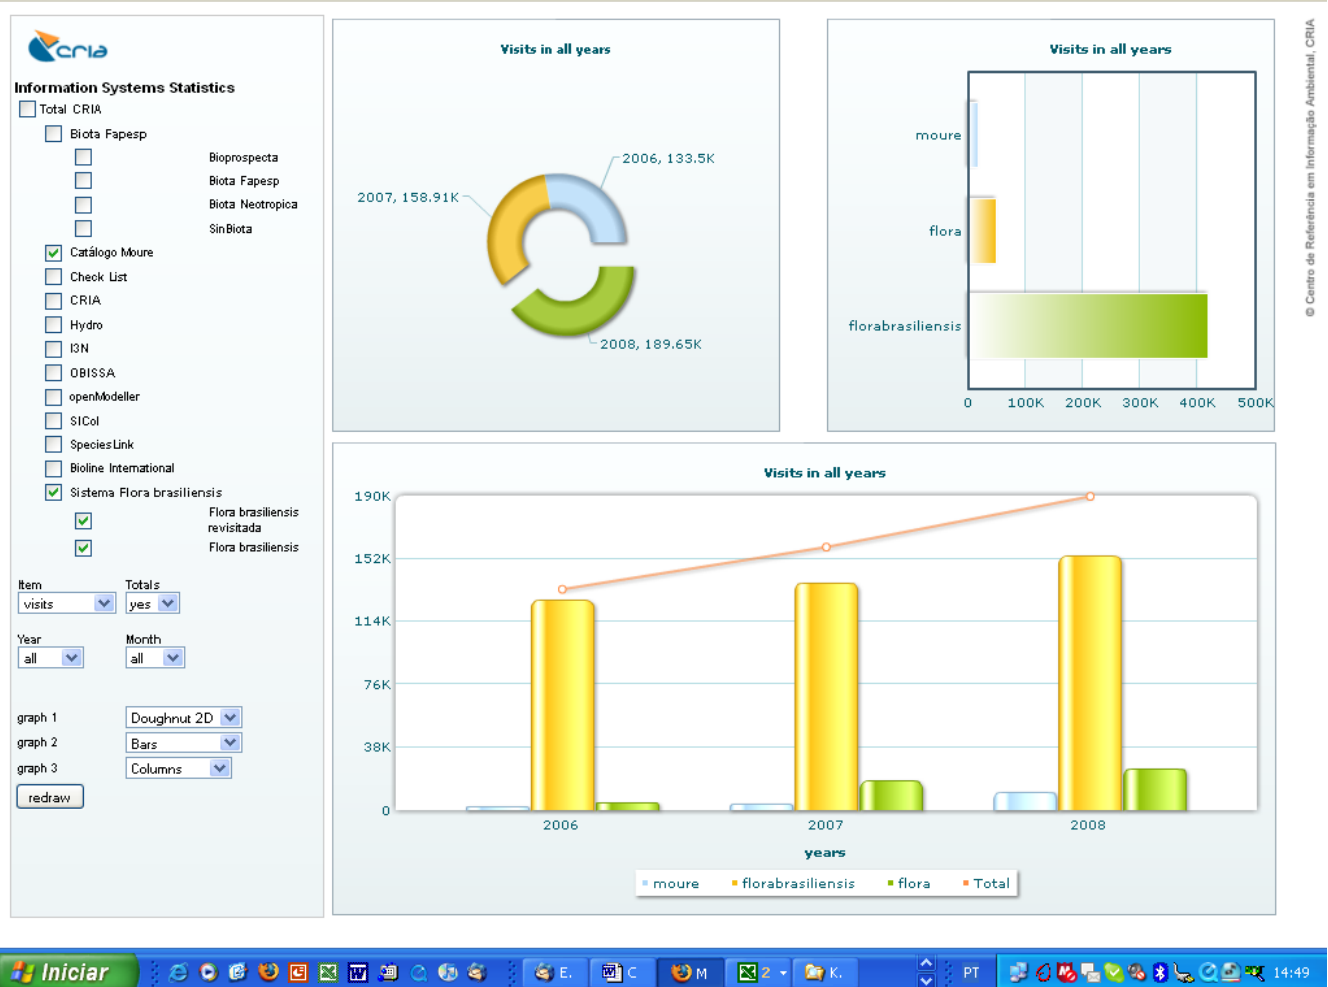 cria
Information Systems Statistics
Total CRIA
Biota Fapesp
Bioprospecta
Biota Fapesp
Biota Neotropica
SinBiota
Catálogo Moure
Check List
CRIA
Hydro
I3N
OBISSA
openModeller
SICol
SpeciesLink
Bioline International
Sistema Flora brasiliensis
Flora brasiliensis
revisitada
Flora brasiliensis
Item Totals
visits yes
Year Month
all all
graph 1 Doughnut 2D
graph 2 Bars
graph 3 Columns
redraw
Visits in all years
2006, 133.5K
2007, 158.91K
2008, 189.65K
Visits in all years
moure
flora
florabrasiliensis
0 100K 200K 300K 400K 500K
© Centro de Referência em Informação Ambiental, CRIA
Visits in all years
190K
152K
114K
76K
38K
0
2006 2007 2008
years
moure florabrasiliensis flora Total
Iniciar E. C M 2 K. PT 14:49